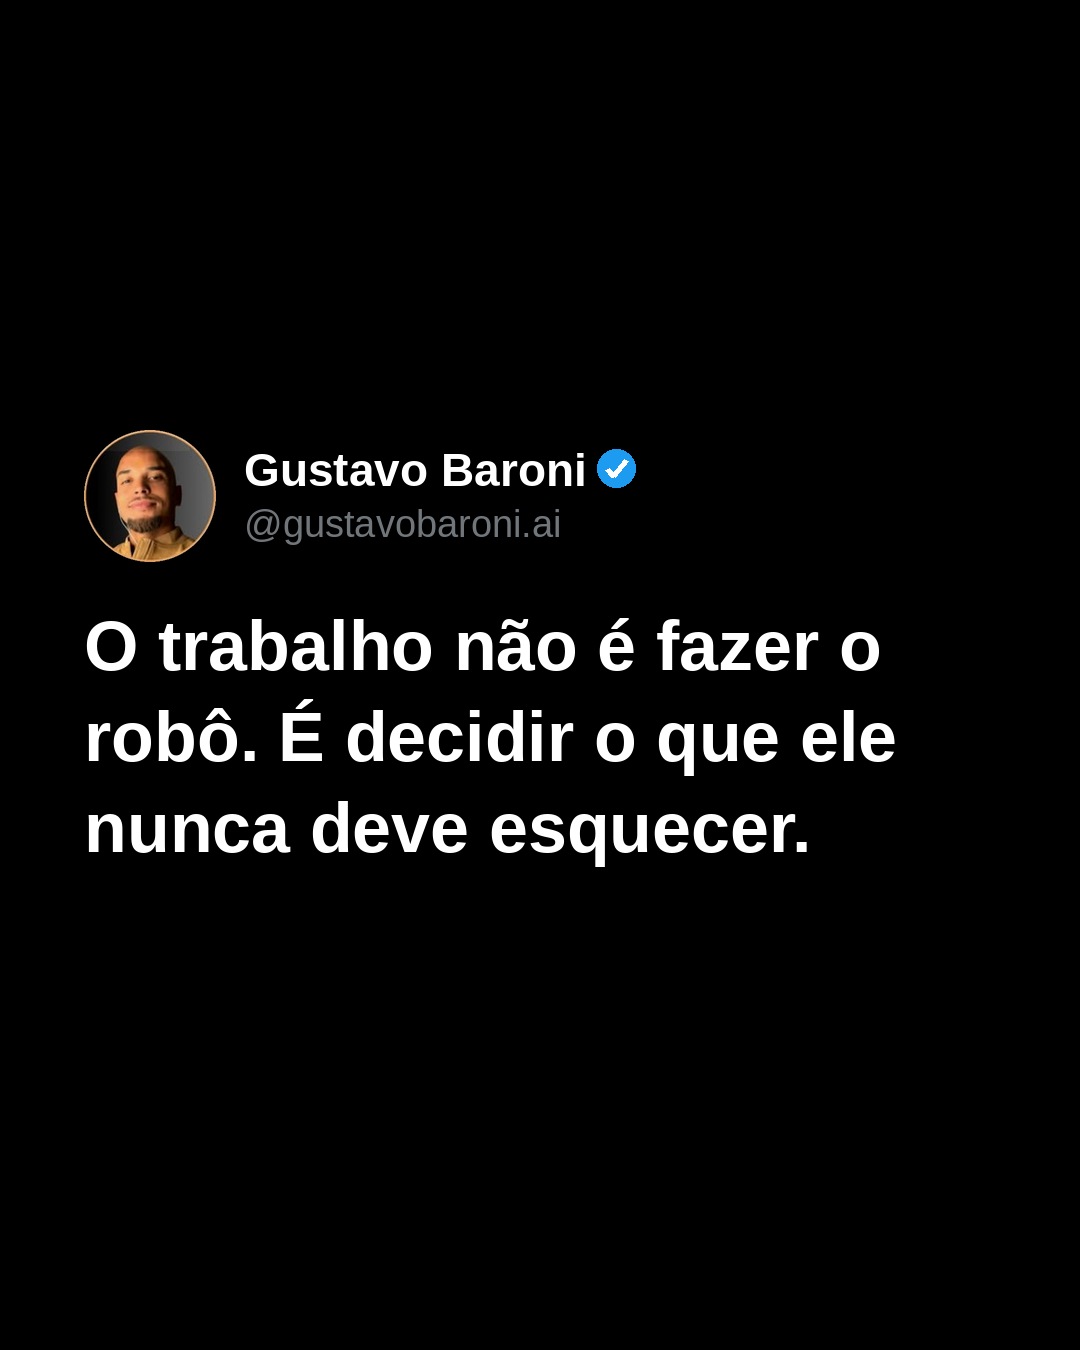 Gustavo Baroni
@gustavobaroni.ai
O trabalho não é fazer o
robô. É decidir o que ele
nunca deve esquecer.